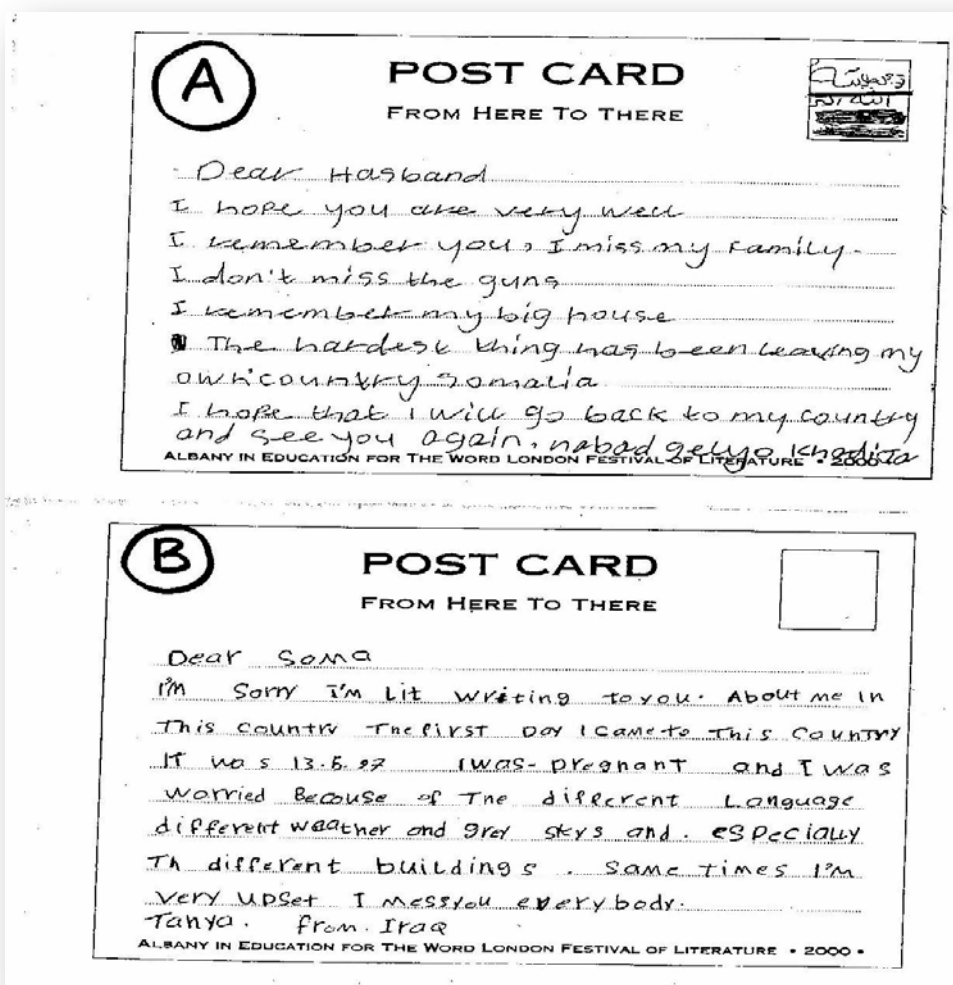 A
POST CARD
FROM HERE TO THERE
الله اكبر
Dear Hasband
I hope you are very well
I remember you, I miss my family.
I don't miss the guns
I remember my big house
The hardest thing has been leaving my
own country Somalia
I hope that I will go back to my country
and see you again, nabad gelyo Khadija
ALBANY IN EDUCATION FOR THE WORD LONDON FESTIVAL OF LITERATURE • 2000
B
POST CARD
FROM HERE TO THERE
Dear Soma
I'm Sorry I'm Lit writing to you. About me in
This country The first Day I came to This Country
IT was 13.5.97 I was- pregnant and I was
worried Becouse of The different Language
different weather and grey skys and. especially
Th different buildings. Same times I'm
very upset I mess you everybody.
Tanya. from. Iraq
ALBANY IN EDUCATION FOR THE WORD LONDON FESTIVAL OF LITERATURE • 2000 •